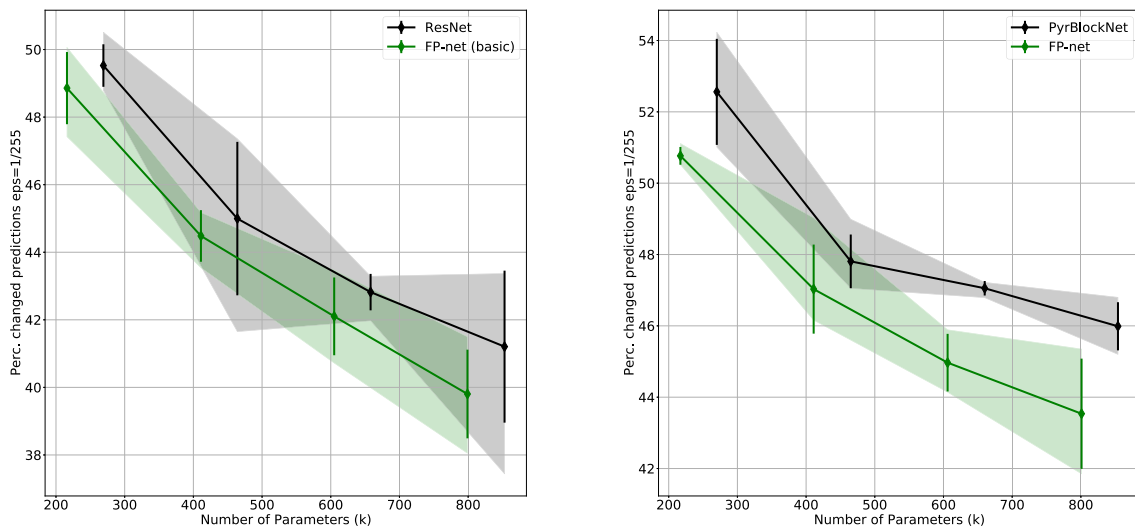 ResNet
FP-net (basic)
50
48
46
44
42
40
38
Perc. changed predictions eps=1/255
200 300 400 500 600 700 800
Number of Parameters (k)
PyrBlockNet
FP-net
54
52
50
48
46
44
42
Perc. changed predictions eps=1/255
200 300 400 500 600 700 800
Number of Parameters (k)